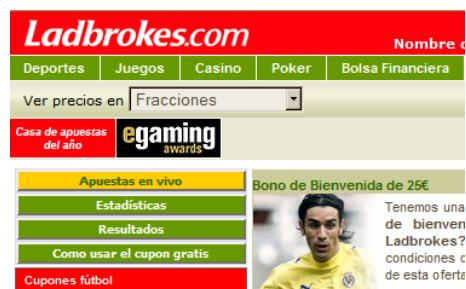 Ladbrokes.com
Nombre
Deportes Juegos Casino Poker Bolsa Financiera
Ver precios en Fracciones
Casa de apuestas
del año
egaming
awards
Apuestas en vivo
Estadísticas
Resultados
Como usar el cupon gratis
Cupones fútbol
Bono de Bienvenida de 25€
Tenemos una
de bienven
Ladbrokes?
condiciones
de esta oferta